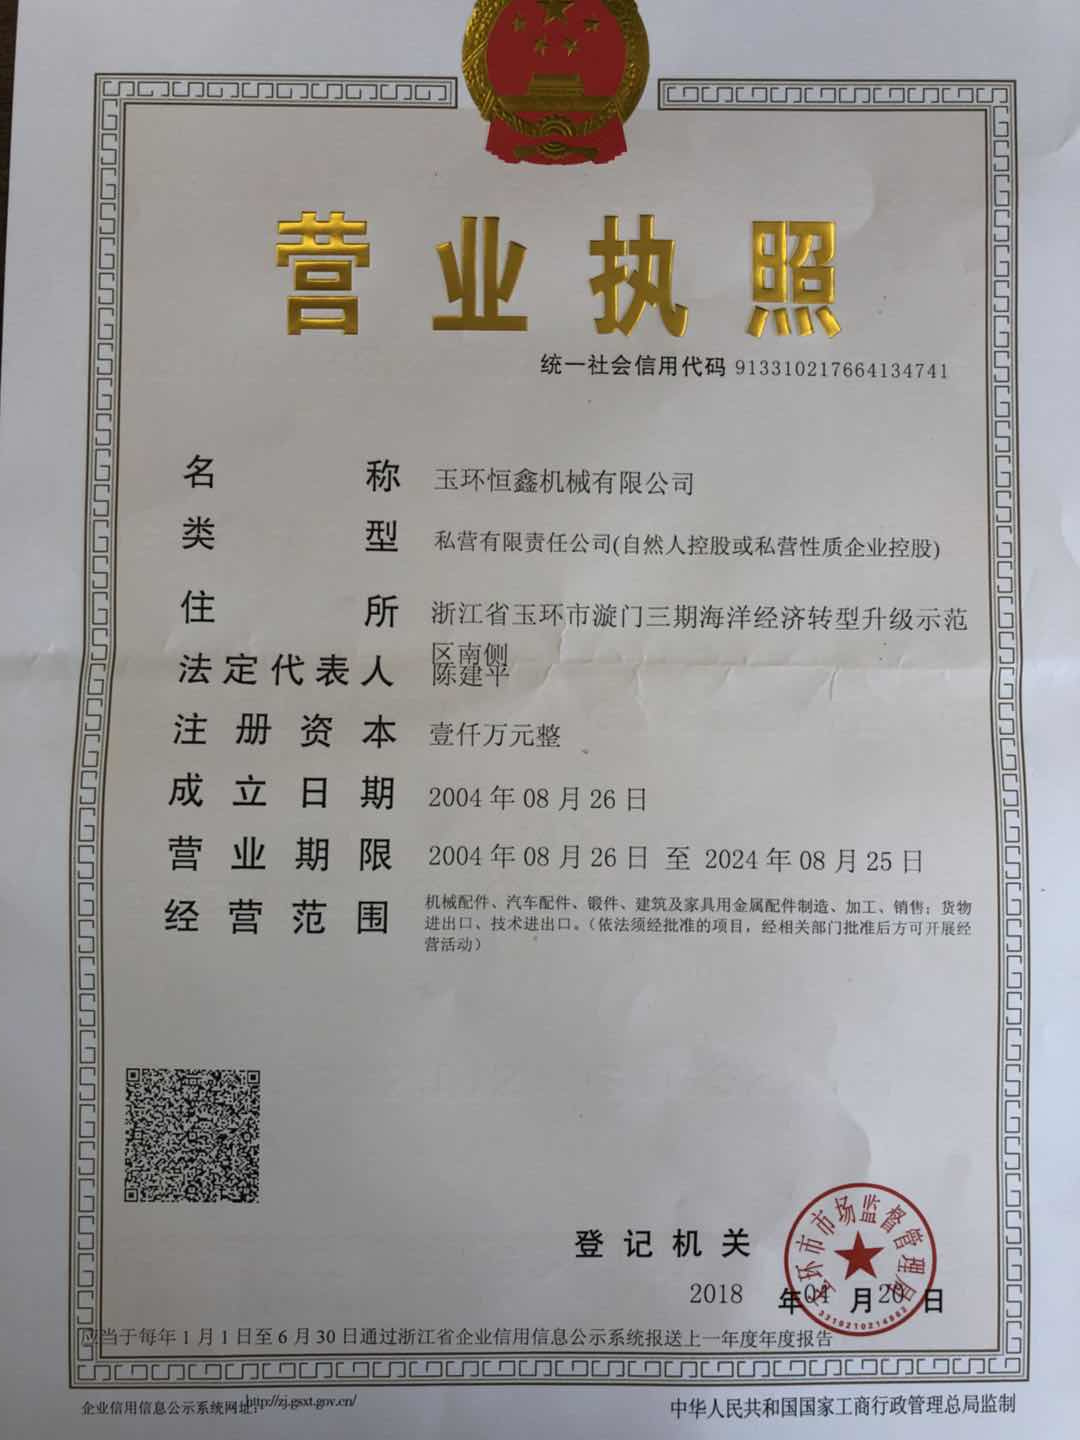 营业执照
统一社会信用代码 913310217664134741
名称 玉环恒鑫机械有限公司
类型 私营有限责任公司(自然人控股或私营性质企业控股)
住所 浙江省玉环市漩门三期海洋经济转型升级示范
区南侧
法定代表人 陈建平
注册资本 壹仟万元整
成立日期 2004年08月26日
营业期限 2004年08月26日 至 2024年08月25日
经营范围 机械配件、汽车配件、锻件、建筑及家具用金属配件制造、加工、销售；货物
进出口、技术进出口。（依法须经批准的项目，经相关部门批准后方可开展经
营活动）
登记机关
玉环市市场监督管理局
2018 年04 月20 日
应当于每年1月1日至6月30日通过浙江省企业信用信息公示系统报送上一年度年度报告
企业信用信息公示系统网址：http://zj.gsxt.gov.cn/
中华人民共和国国家工商行政管理总局监制